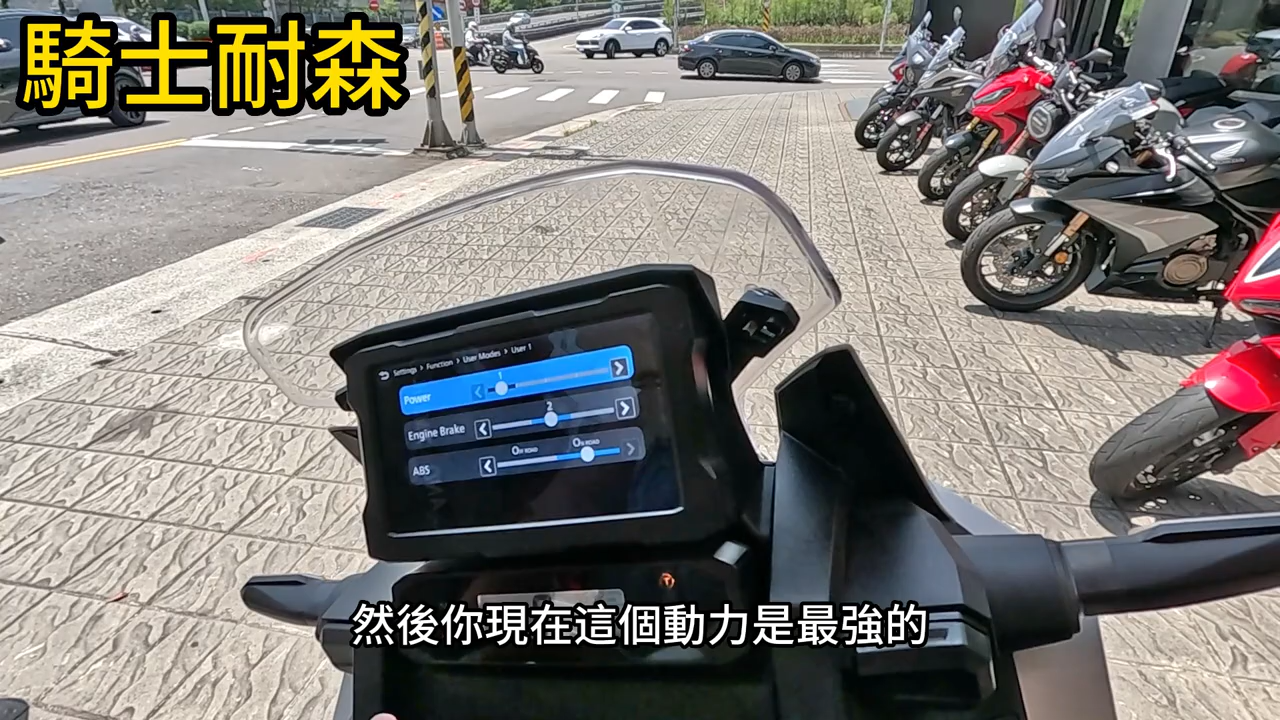 騎士耐森
Settings > Function > User Modes > User 1
Power
1
Engine Brake
2
ABS
OFF ROAD
ON ROAD
然後你現在這個動力是最強的